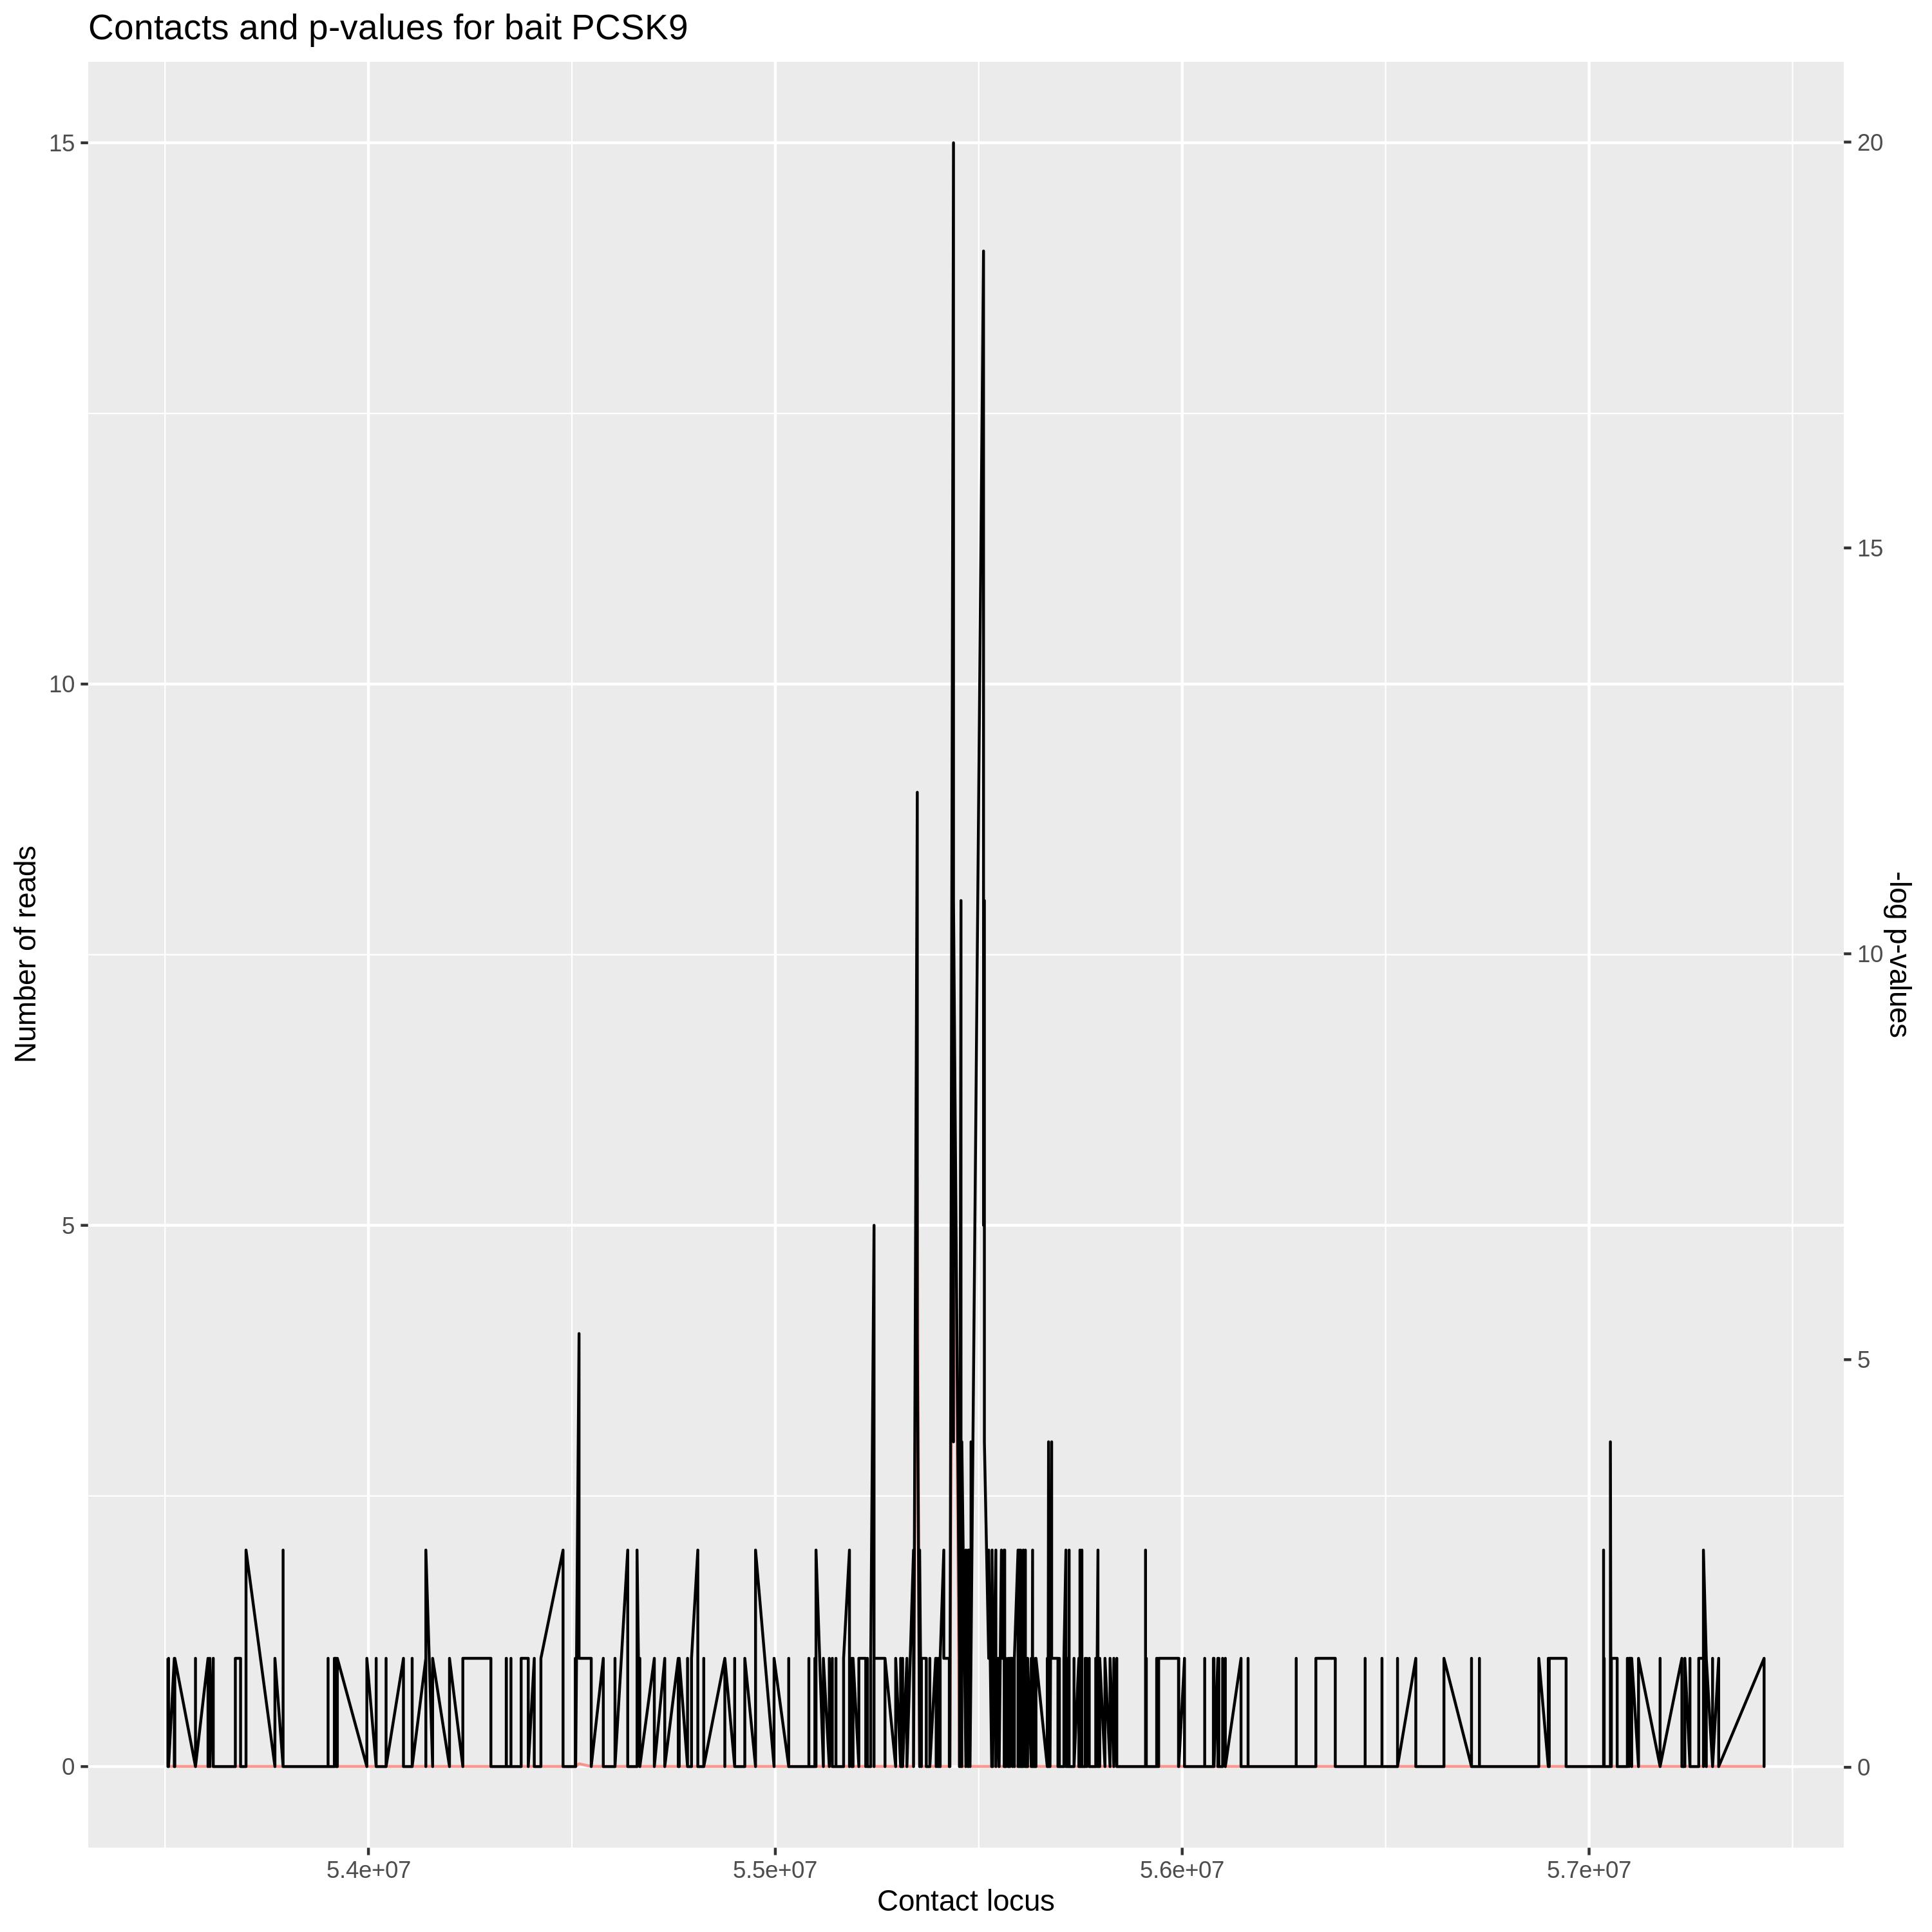 Contacts and p-values for bait PCSK9
15
10
5
0
Number of reads
20
15
10
5
0
-log p-values
5.4e+07
5.5e+07
5.6e+07
5.7e+07
Contact locus